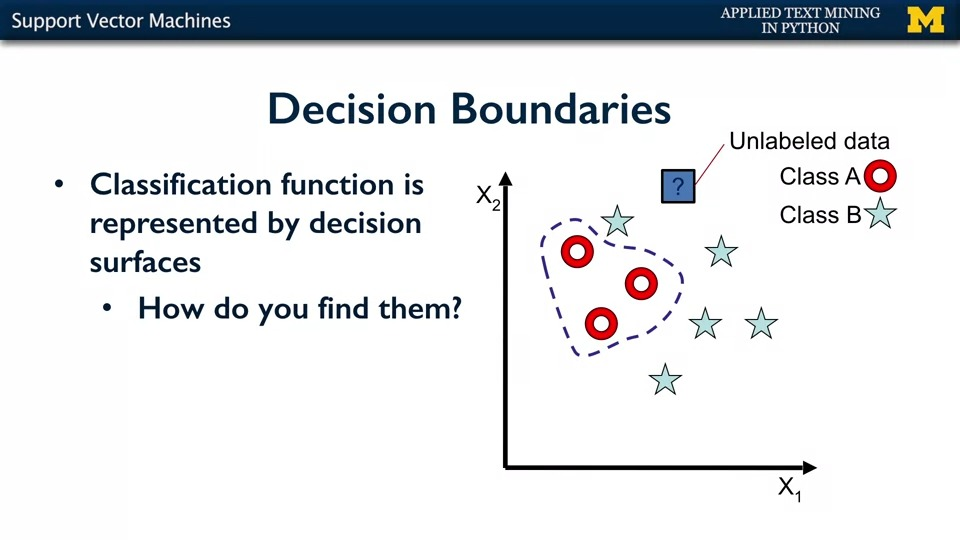 Support Vector Machines
APPLIED TEXT MINING
IN PYTHON
M
Decision Boundaries
• Classification function is
represented by decision
surfaces
• How do you find them?
Unlabeled data
Class A
Class B
?
X2
X1